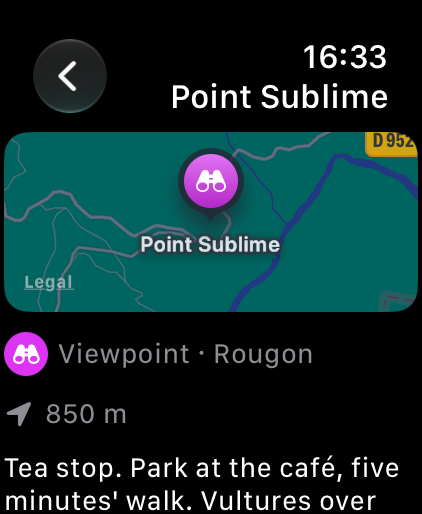 16:33
Point Sublime
D 952
Point Sublime
Legal
Viewpoint · Rougon
850 m
Tea stop. Park at the café, five
minutes' walk. Vultures over